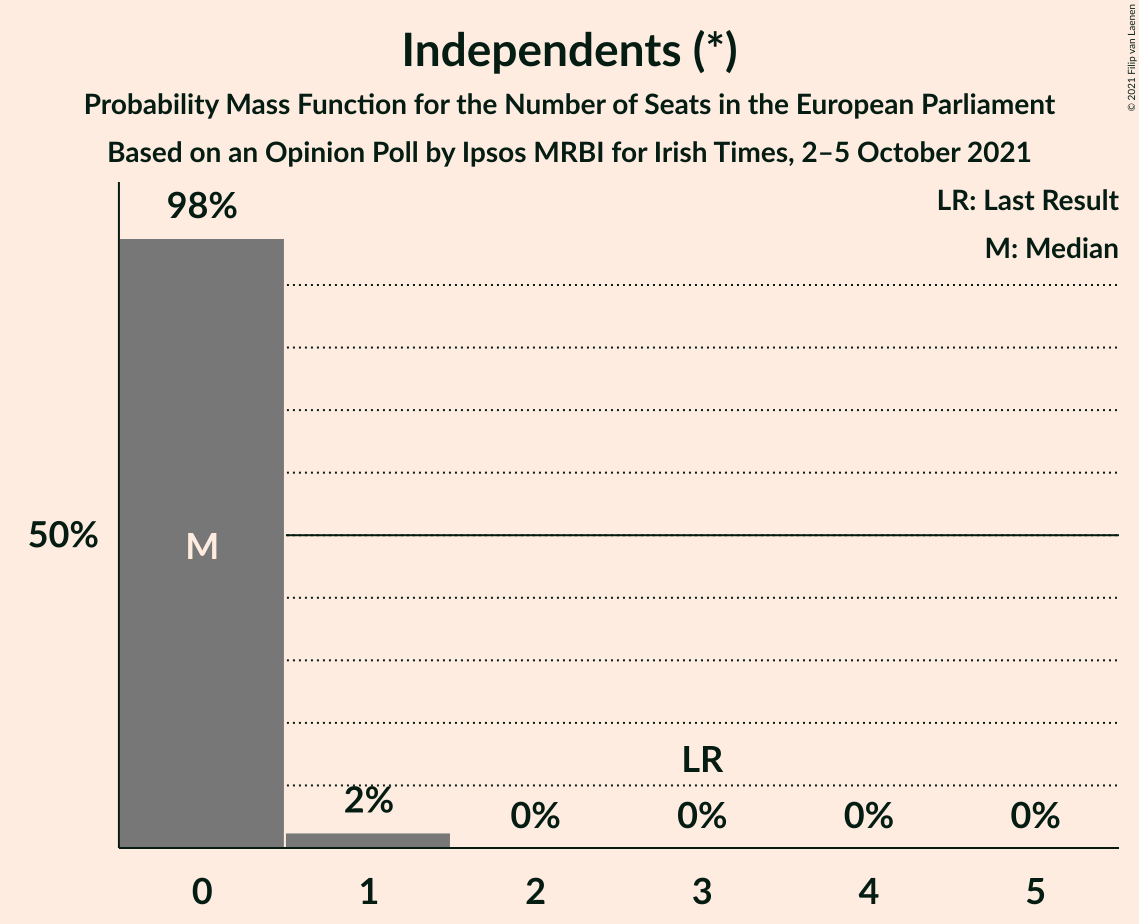 Independents (*)
Probability Mass Function for the Number of Seats in the European Parliament
Based on an Opinion Poll by Ipsos MRBI for Irish Times, 2–5 October 2021
© 2021 Filip van Laenen
LR: Last Result
M: Median
98%
50%
M
LR
2%
0%
0%
0%
0%
0 1 2 3 4 5